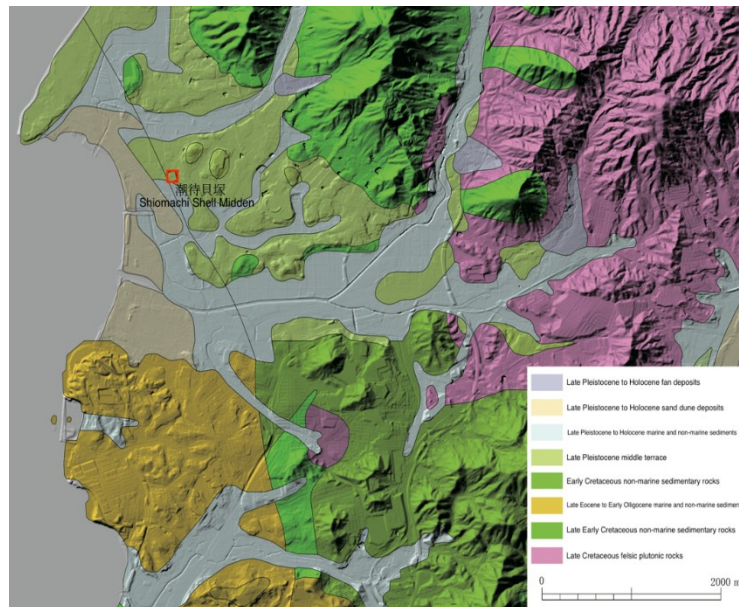 潮待貝塚
Shiomachi Shell Midden
Late Pleistocene to Holocene fan deposits
Late Pleistocene to Holocene sand dune deposits
Late Pleistocene to Holocene marine and non-marine sediments
Late Pleistocene middle terrace
Early Cretaceous non-marine sedimentary rocks
Late Eocene to Early Oligocene marine and non-marine sedimen
Late Early Cretaceous non-marine sedimentary rocks
Late Cretaceous felsic plutonic rocks
0 2000 m